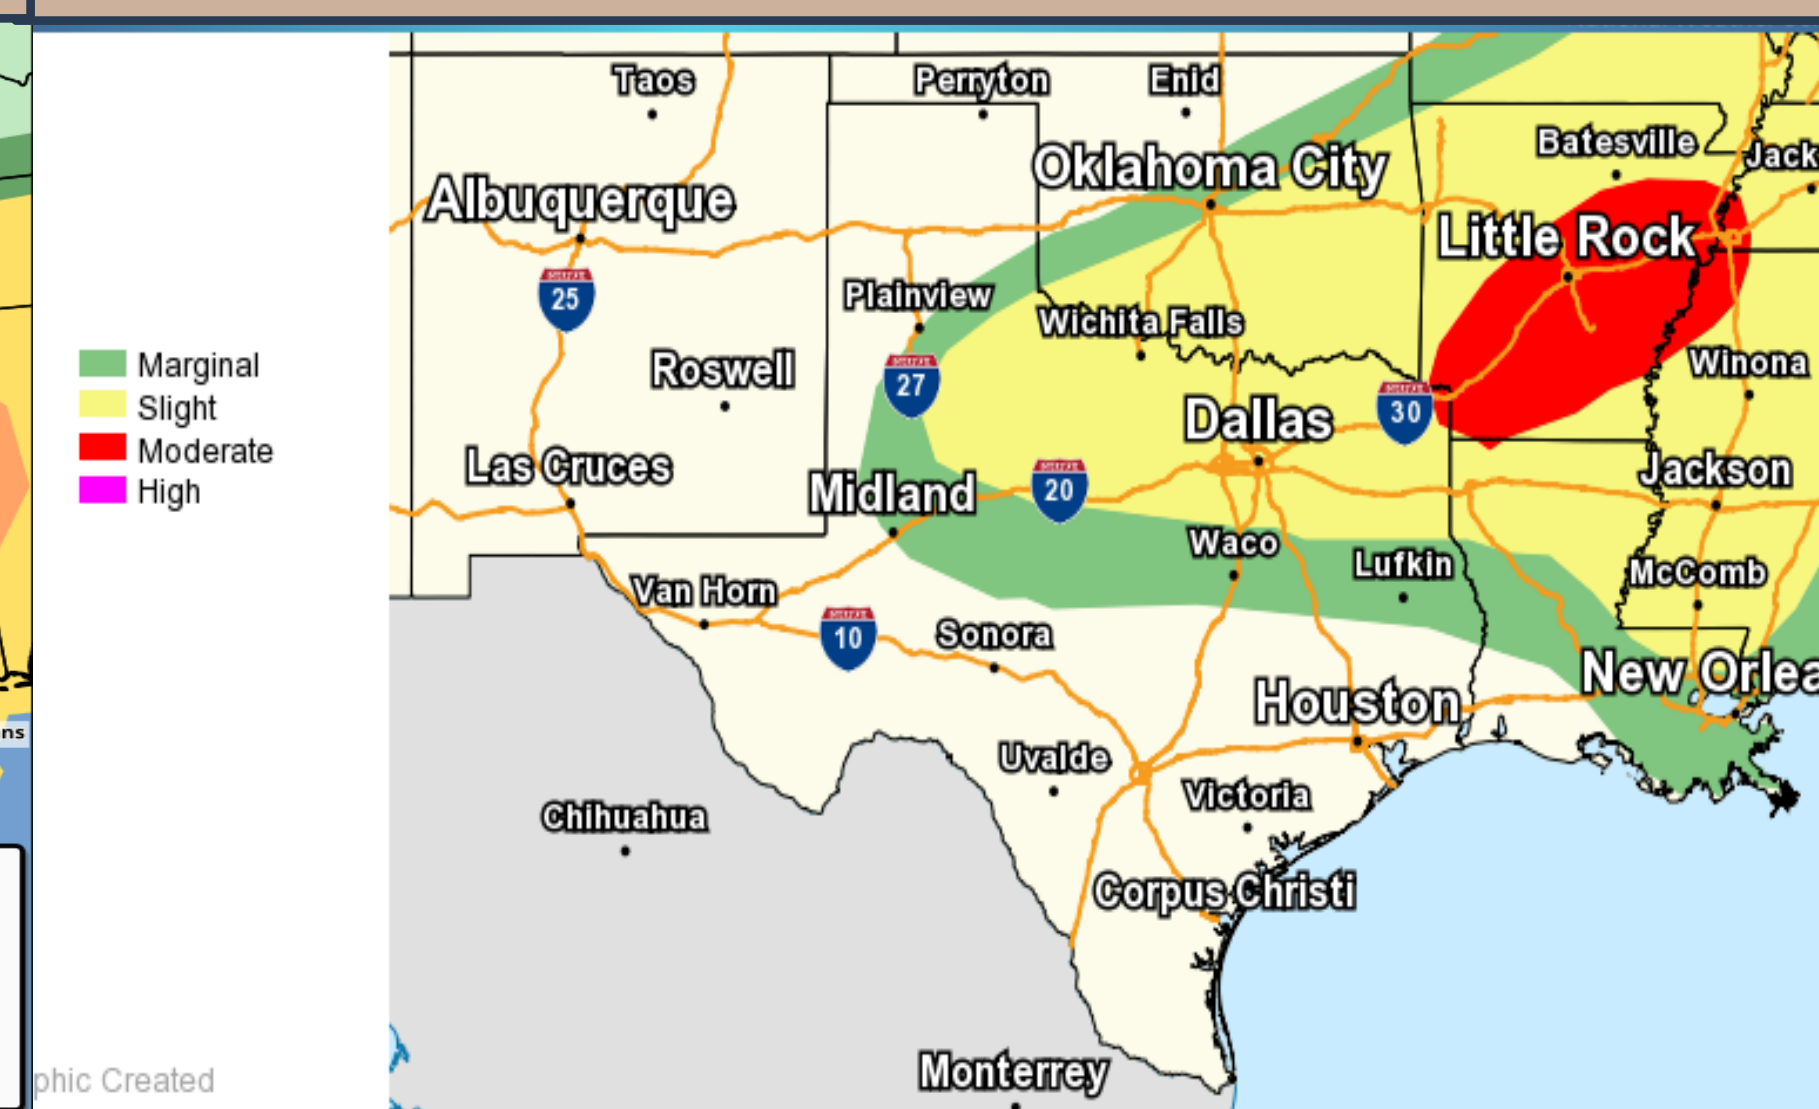 Taos
Perryton
Enid
Batesville
Jack
Oklahoma City
Albuquerque
Little Rock
25
Plainview
Wichita Falls
Winona
Roswell
27
30
Dallas
Marginal
Slight
Moderate
High
Las Cruces
Midland
20
Jackson
Waco
Lufkin
McComb
Van Horn
10
Sonora
New Orlea
Houston
ns
Uvalde
Victoria
Chihuahua
Corpus Christi
Monterrey
phic Created